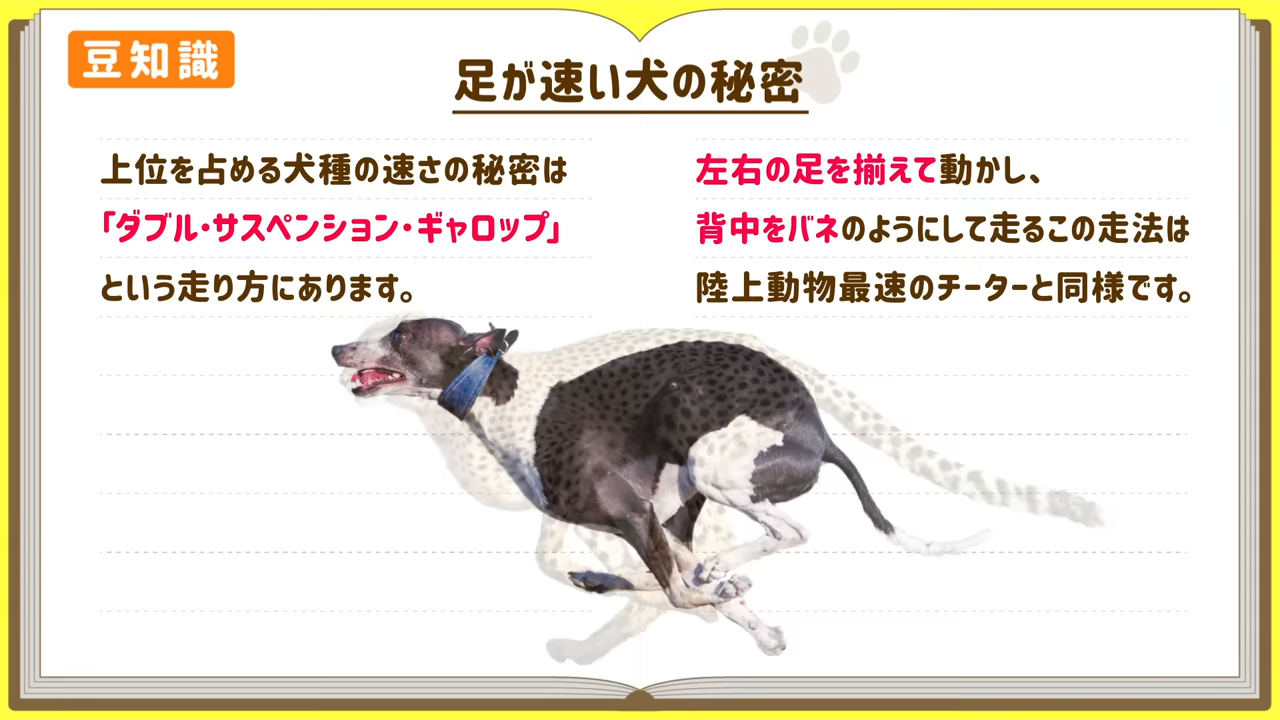 豆知識
足が速い犬の秘密
上位を占める犬種の速さの秘密は
「ダブル・サスペンション・ギャロップ」
という走り方にあります。
左右の足を揃えて動かし、
背中をバネのようにして走るこの走法は
陸上動物最速のチーターと同様です。